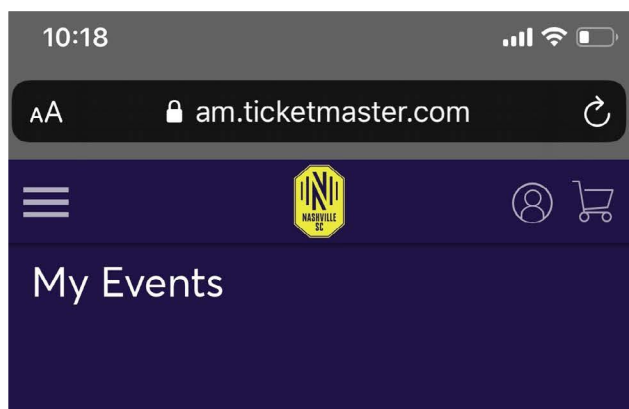 10:18
AA am.ticketmaster.com
N
NASHVILLE
SC
My Events